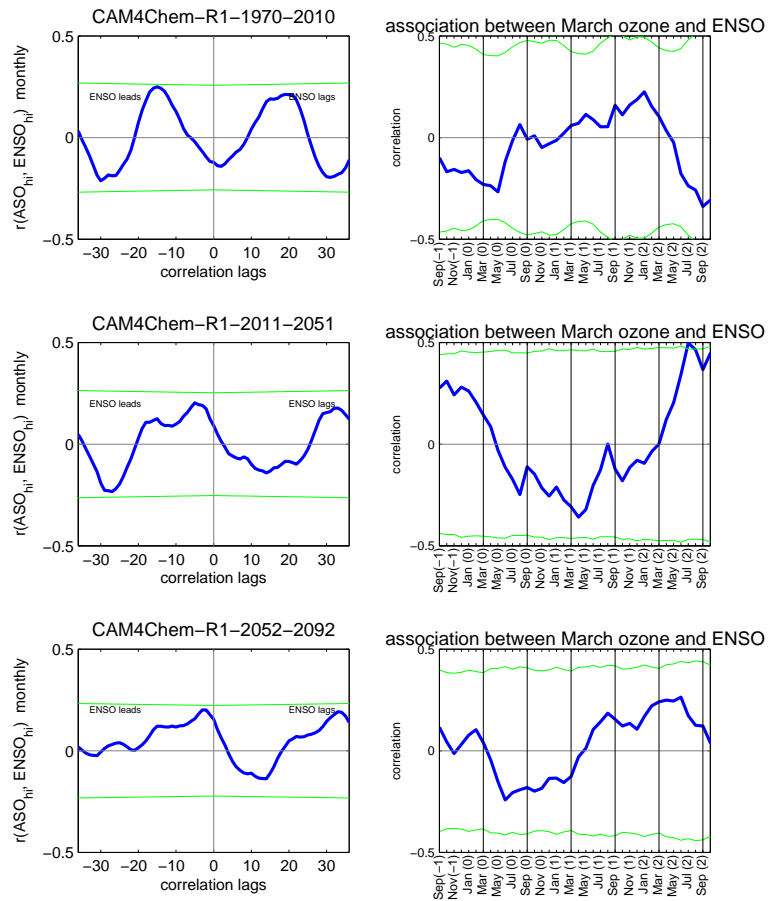 CAM4Chem−R1−1970−2010
r(ASO_hi, ENSO_hi) monthly
0.5
0
−0.5
ENSO leads
ENSO lags
−30 −20 −10 0 10 20 30
correlation lags
association between March ozone and ENSO
correlation
0.5
0
−0.5
Sep(−1)
Nov(−1)
Jan (0)
Mar (0)
May (0)
Jul (0)
Sep (0)
Nov (0)
Jan (1)
Mar (1)
May (1)
Jul (1)
Sep (1)
Nov (1)
Jan (2)
Mar (2)
May (2)
Jul (2)
Sep (2)
CAM4Chem−R1−2011−2051
r(ASO_hi, ENSO_hi) monthly
0.5
0
−0.5
ENSO leads
ENSO lags
−30 −20 −10 0 10 20 30
correlation lags
association between March ozone and ENSO
correlation
0.5
0
−0.5
Sep(−1)
Nov(−1)
Jan (0)
Mar (0)
May (0)
Jul (0)
Sep (0)
Nov (0)
Jan (1)
Mar (1)
May (1)
Jul (1)
Sep (1)
Nov (1)
Jan (2)
Mar (2)
May (2)
Jul (2)
Sep (2)
CAM4Chem−R1−2052−2092
r(ASO_hi, ENSO_hi) monthly
0.5
0
−0.5
ENSO leads
ENSO lags
−30 −20 −10 0 10 20 30
correlation lags
association between March ozone and ENSO
correlation
0.5
0
−0.5
Sep(−1)
Nov(−1)
Jan (0)
Mar (0)
May (0)
Jul (0)
Sep (0)
Nov (0)
Jan (1)
Mar (1)
May (1)
Jul (1)
Sep (1)
Nov (1)
Jan (2)
Mar (2)
May (2)
Jul (2)
Sep (2)